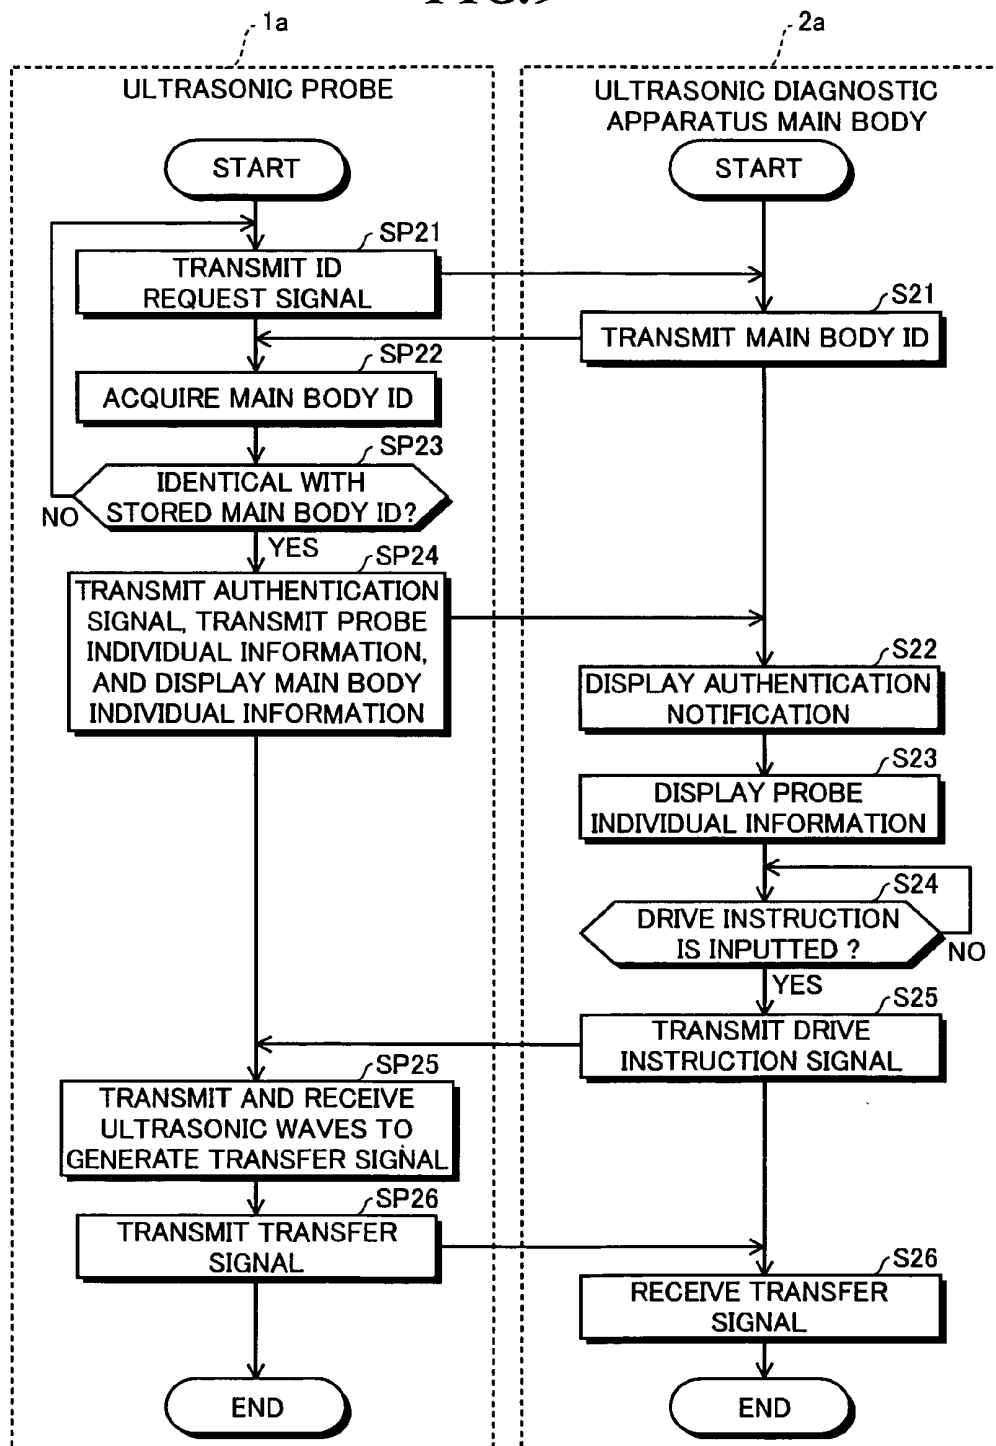 1a
2a
ULTRASONIC PROBE
START
SP21
TRANSMIT ID
REQUEST SIGNAL
SP22
ACQUIRE MAIN BODY ID
SP23
IDENTICAL WITH
STORED MAIN BODY ID?
NO
YES
SP24
TRANSMIT AUTHENTICATION
SIGNAL, TRANSMIT PROBE
INDIVIDUAL INFORMATION,
AND DISPLAY MAIN BODY
INDIVIDUAL INFORMATION
SP25
TRANSMIT AND RECEIVE
ULTRASONIC WAVES TO
GENERATE TRANSFER SIGNAL
SP26
TRANSMIT TRANSFER
SIGNAL
END
ULTRASONIC DIAGNOSTIC
APPARATUS MAIN BODY
START
S21
TRANSMIT MAIN BODY ID
S22
DISPLAY AUTHENTICATION
NOTIFICATION
S23
DISPLAY PROBE
INDIVIDUAL INFORMATION
S24
DRIVE INSTRUCTION
IS INPUTTED ?
NO
YES
S25
TRANSMIT DRIVE
INSTRUCTION SIGNAL
S26
RECEIVE TRANSFER
SIGNAL
END